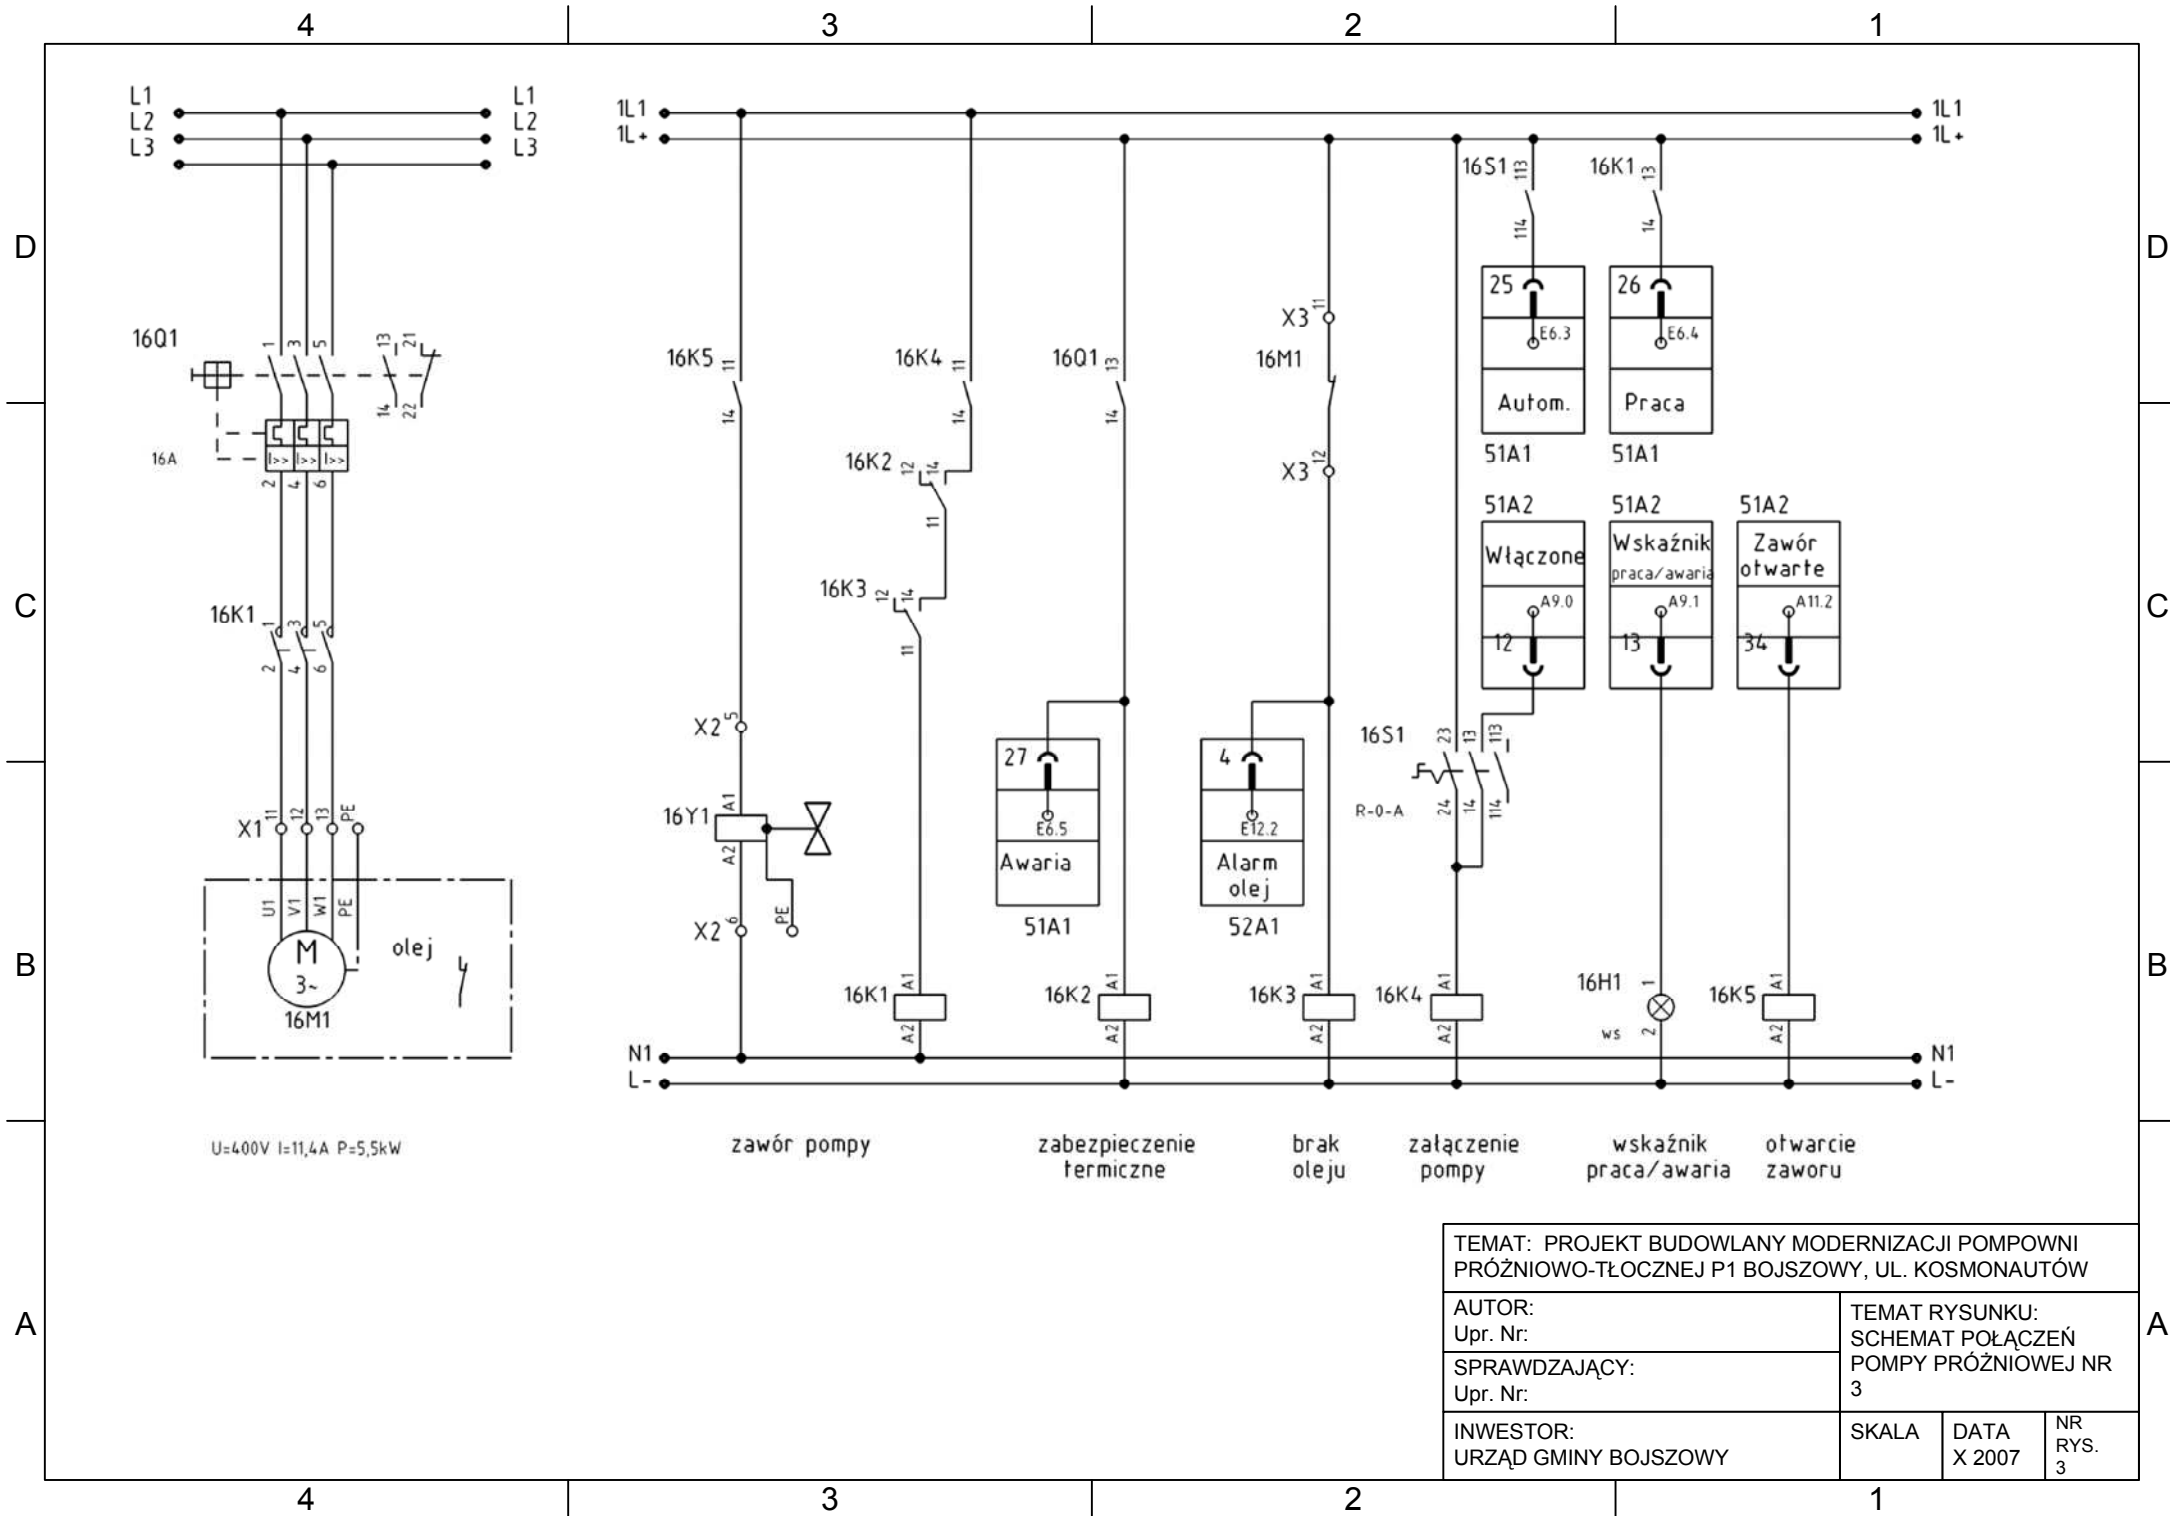 4 3 2 1
L1 L1
L2 L2
L3 L3
1L1 1L1
1L+ 1L+
16S1 113 114
16K1 13 14
D D
25 E6.3 Autom. 51A1
26 E6.4 Praca 51A1
16Q1 1 3 5 13 21 14 22
16A I>> I>> I>> 2 4 6
16K5 11 14
16K4 11 14
16Q1 13 14
X3 11
16M1
X3 12
16K2 12 14 11
16K3 12 14 11
51A2 51A2 51A2
Włączone A9.0 12
Wskaźnik
praca/awaria A9.1 13
Zawór
otwarte A11.2 34
C C
16K1 1 3 5 2 4 6
X2 5
16Y1 A1 A2
X2 6 PE
27 E6.5 Awaria 51A1
4 E12.2 Alarm
olej 52A1
16S1 23 13 113
R-0-A 24 14 114
X1 11 12 13 PE
U1 V1 W1 PE
M
3~
16M1
olej
B B
16K1 A1 A2
16K2 A1 A2
16K3 A1 A2
16K4 A1 A2
16H1 1
ws 2
16K5 A1 A2
N1 N1
L- L-
U=400V I=11,4A P=5,5kW
zawór pompy
zabezpieczenie
termiczne
brak
oleju
załączenie
pompy
wskaźnik
praca/awaria
otwarcie
zaworu
A A
TEMAT: PROJEKT BUDOWLANY MODERNIZACJI POMPOWNI
PRÓŻNIOWO-TŁOCZNEJ P1 BOJSZOWY, UL. KOSMONAUTÓW
AUTOR:
Upr. Nr:
SPRAWDZAJĄCY:
Upr. Nr:
TEMAT RYSUNKU:
SCHEMAT POŁĄCZEŃ
POMPY PRÓŻNIOWEJ NR
3
INWESTOR:
URZĄD GMINY BOJSZOWY
SKALA
DATA
X 2007
NR
RYS.
3
4 3 2 1